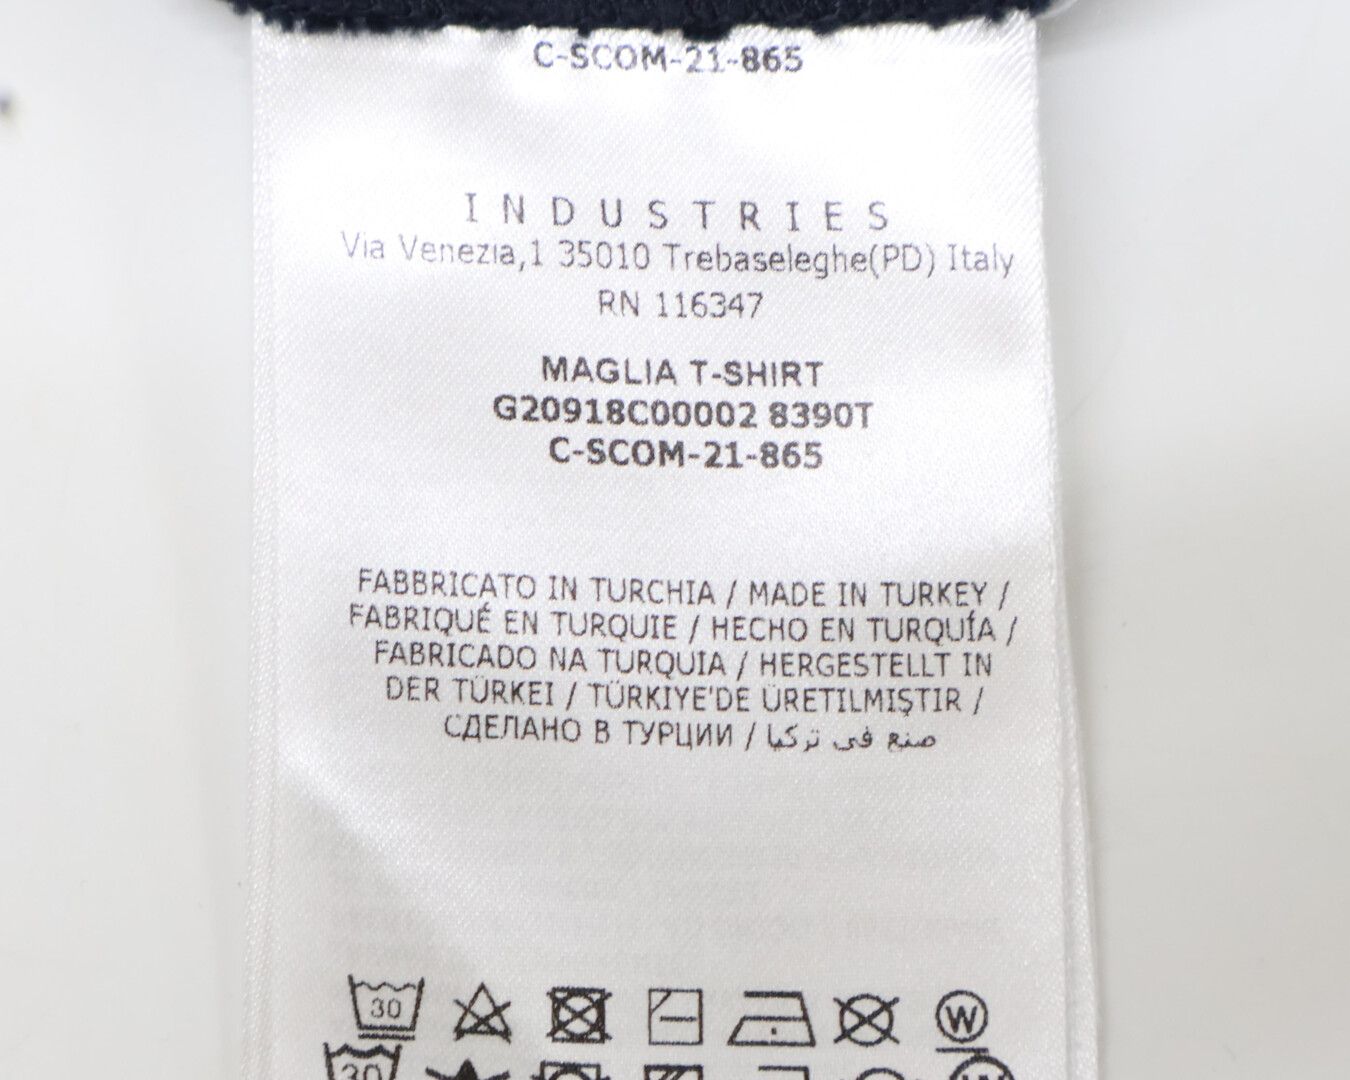 C-SCOM-21-865
INDUSTRIES
Via Venezia,1 35010 Trebaseleghe(PD) Italy
RN 116347
MAGLIA T-SHIRT
G20918C00002 8390T
C-SCOM-21-865
FABBRICATO IN TURCHIA / MADE IN TURKEY /
FABRIQUÉ EN TURQUIE / HECHO EN TURQUÍA /
FABRICADO NA TURQUIA / HERGESTELLT IN
DER TÜRKEI / TÜRKIYE'DE ÜRETILMIŞTIR /
СДЕЛАНО В ТУРЦИИ / صنع في تركيا
30 W
30 W